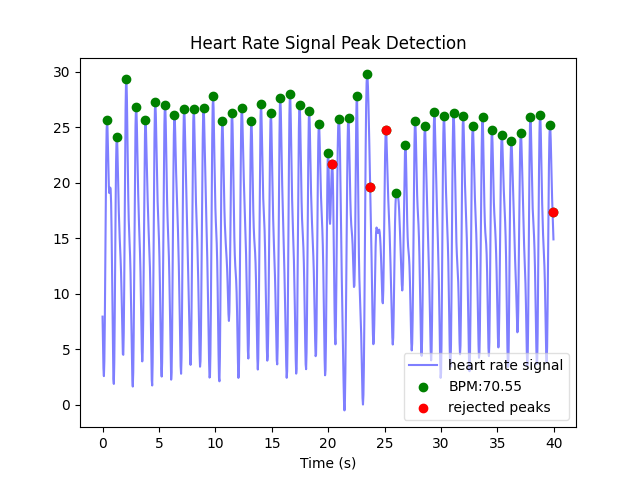 Heart Rate Signal Peak Detection
30
25
20
15
10
5
0
heart rate signal
BPM:70.55
rejected peaks
0 5 10 15 20 25 30 35 40
Time (s)